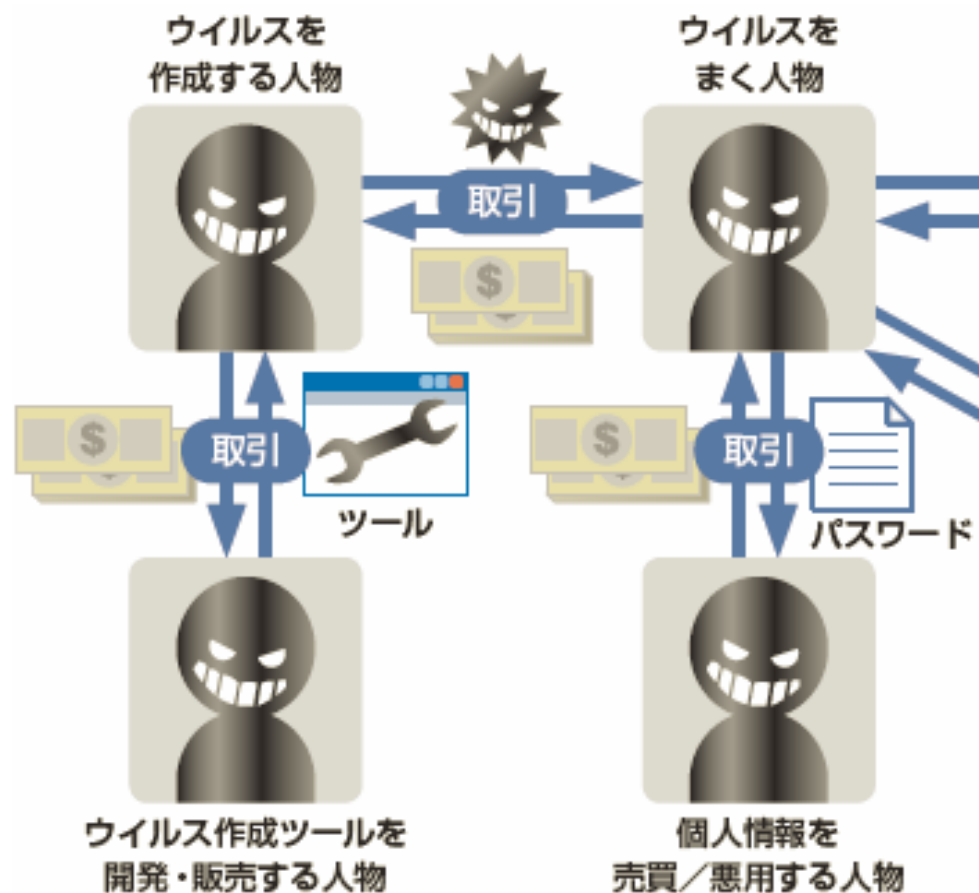 ウイルスを
作成する人物
ウイルスを
まく人物
取引
$
$
取引
$
ツール
取引
$
パスワード
ウイルス作成ツールを
開発・販売する人物
個人情報を
売買／悪用する人物